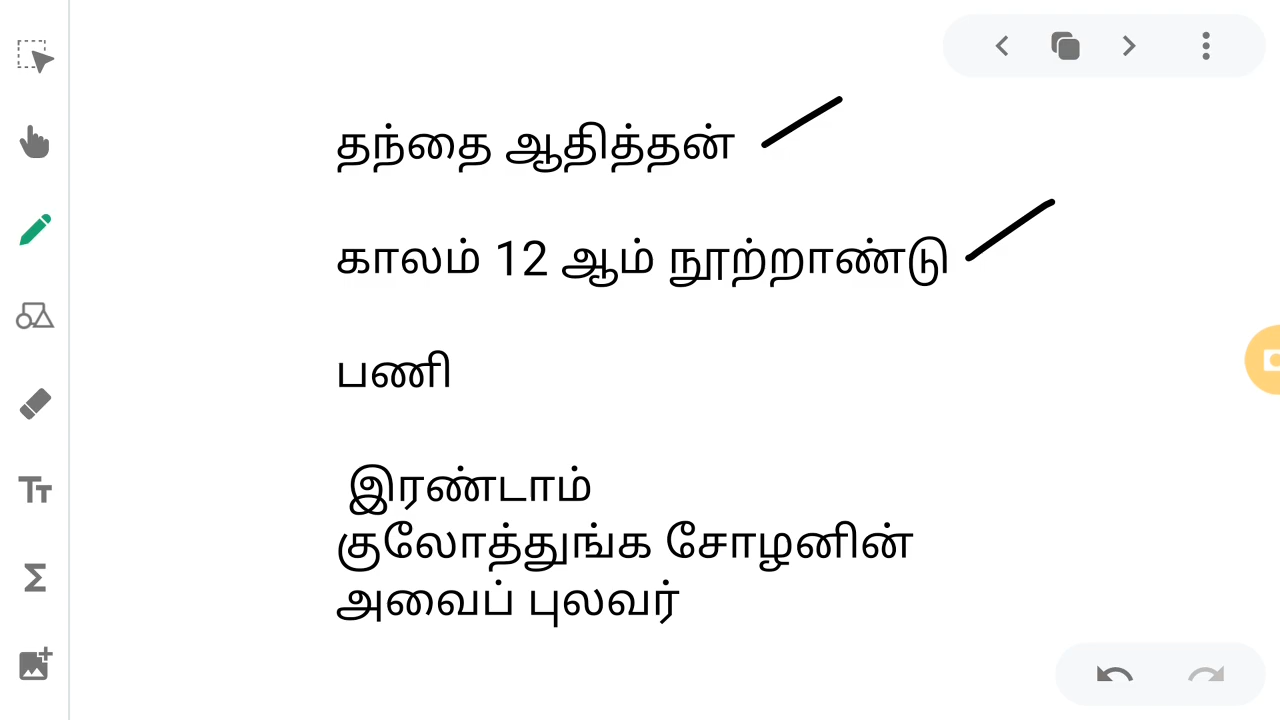 தந்தை ஆதித்தன்
காலம் 12 ஆம் நூற்றாண்டு
பணி
இரண்டாம்
குலோத்துங்க சோழனின்
அவைப் புலவர்